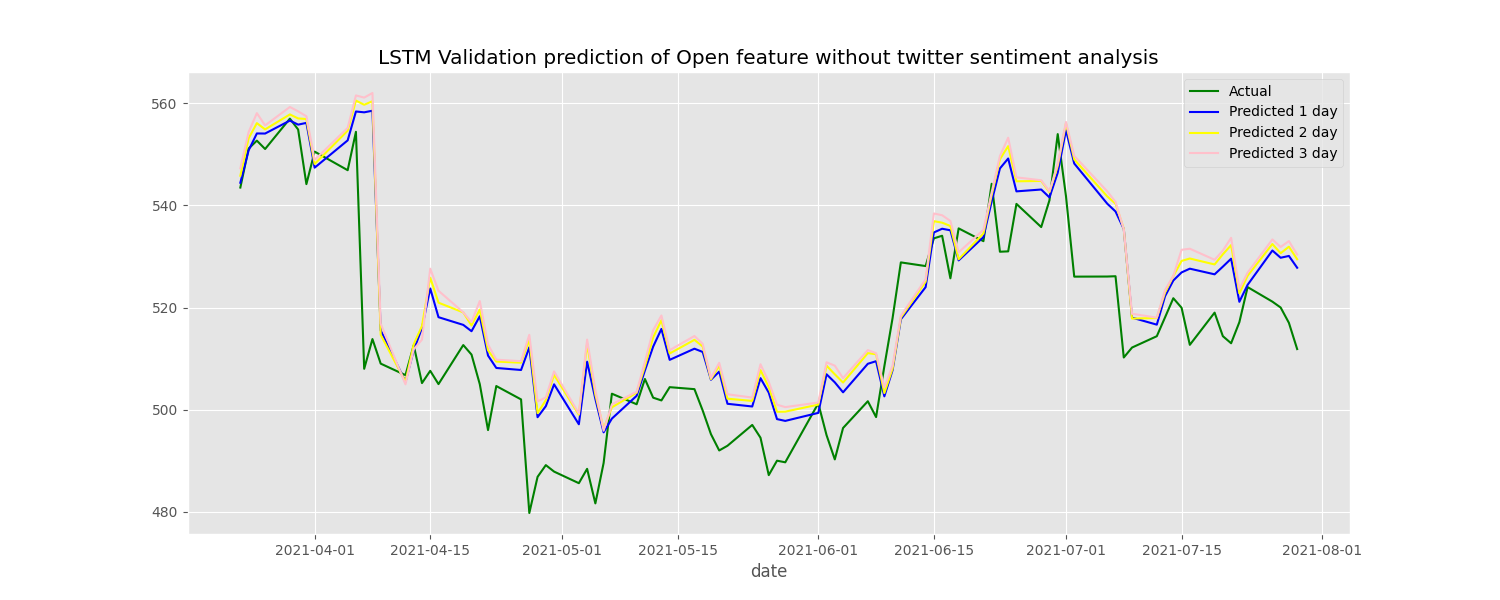 LSTM Validation prediction of Open feature without twitter sentiment analysis
Actual
Predicted 1 day
Predicted 2 day
Predicted 3 day
560
540
520
500
480
2021-04-01 2021-04-15 2021-05-01 2021-05-15 2021-06-01 2021-06-15 2021-07-01 2021-07-15 2021-08-01
date